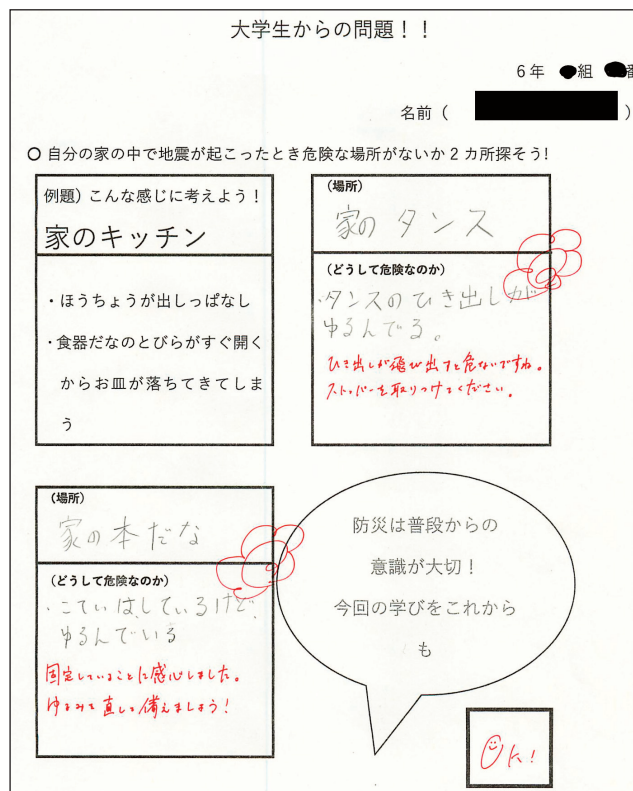 大学生からの問題！！
6年 組 番
名前（ ）
○ 自分の家の中で地震が起こったとき危険な場所がないか2カ所探そう!
例題）こんな感じに考えよう！
家のキッチン
・ほうちょうが出しっぱなし
・食器だなのとびらがすぐ開く
からお皿が落ちてきてしま
う
（場所）
家の タンス
（どうして危険なのか）
・タンスのひき出しが
ゆるんでる。
ひき出しが飛び出すと危ないですね。
ストッパーを取りつけてください。
（場所）
家の本だな
（どうして危険なのか）
・こていはしているけど、
ゆるんでいる
固定していることに感心しました。
ゆるみを直して備えましょう！
防災は普段からの
意識が大切！
今回の学びをこれから
も
OK!